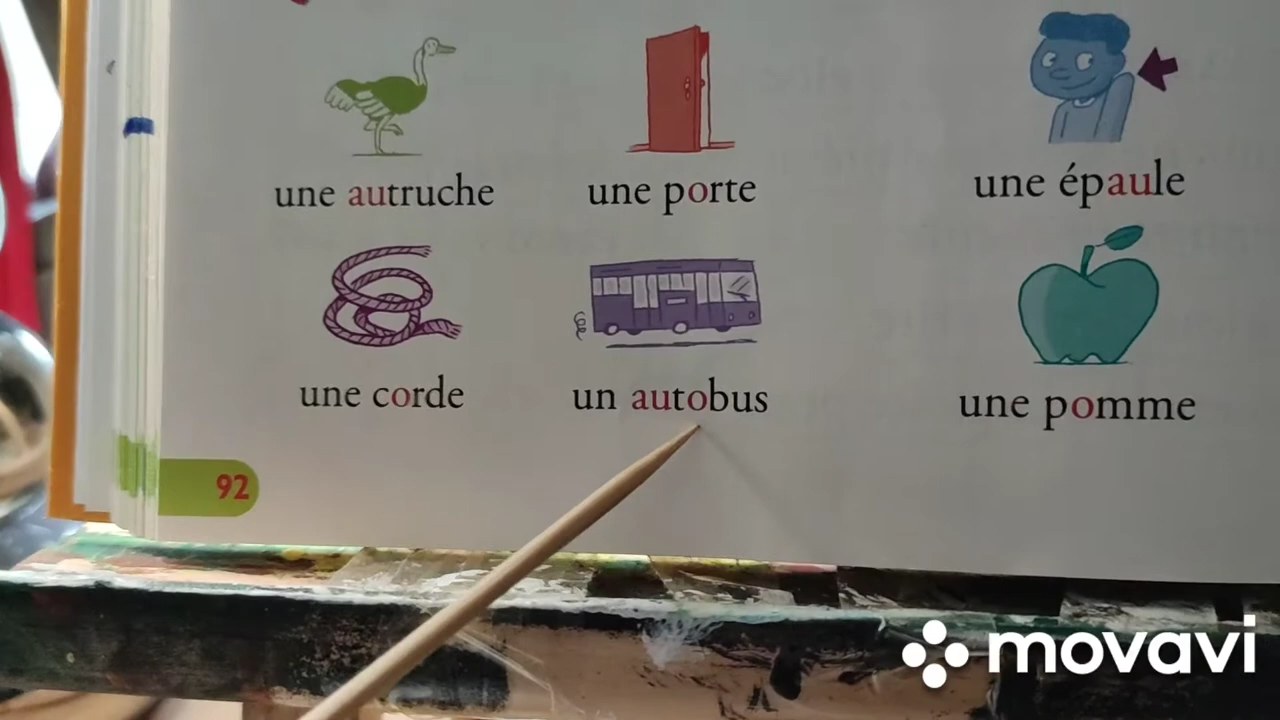 une autruche
une porte
une épaule
une corde
un autobus
une pomme
92
movavi